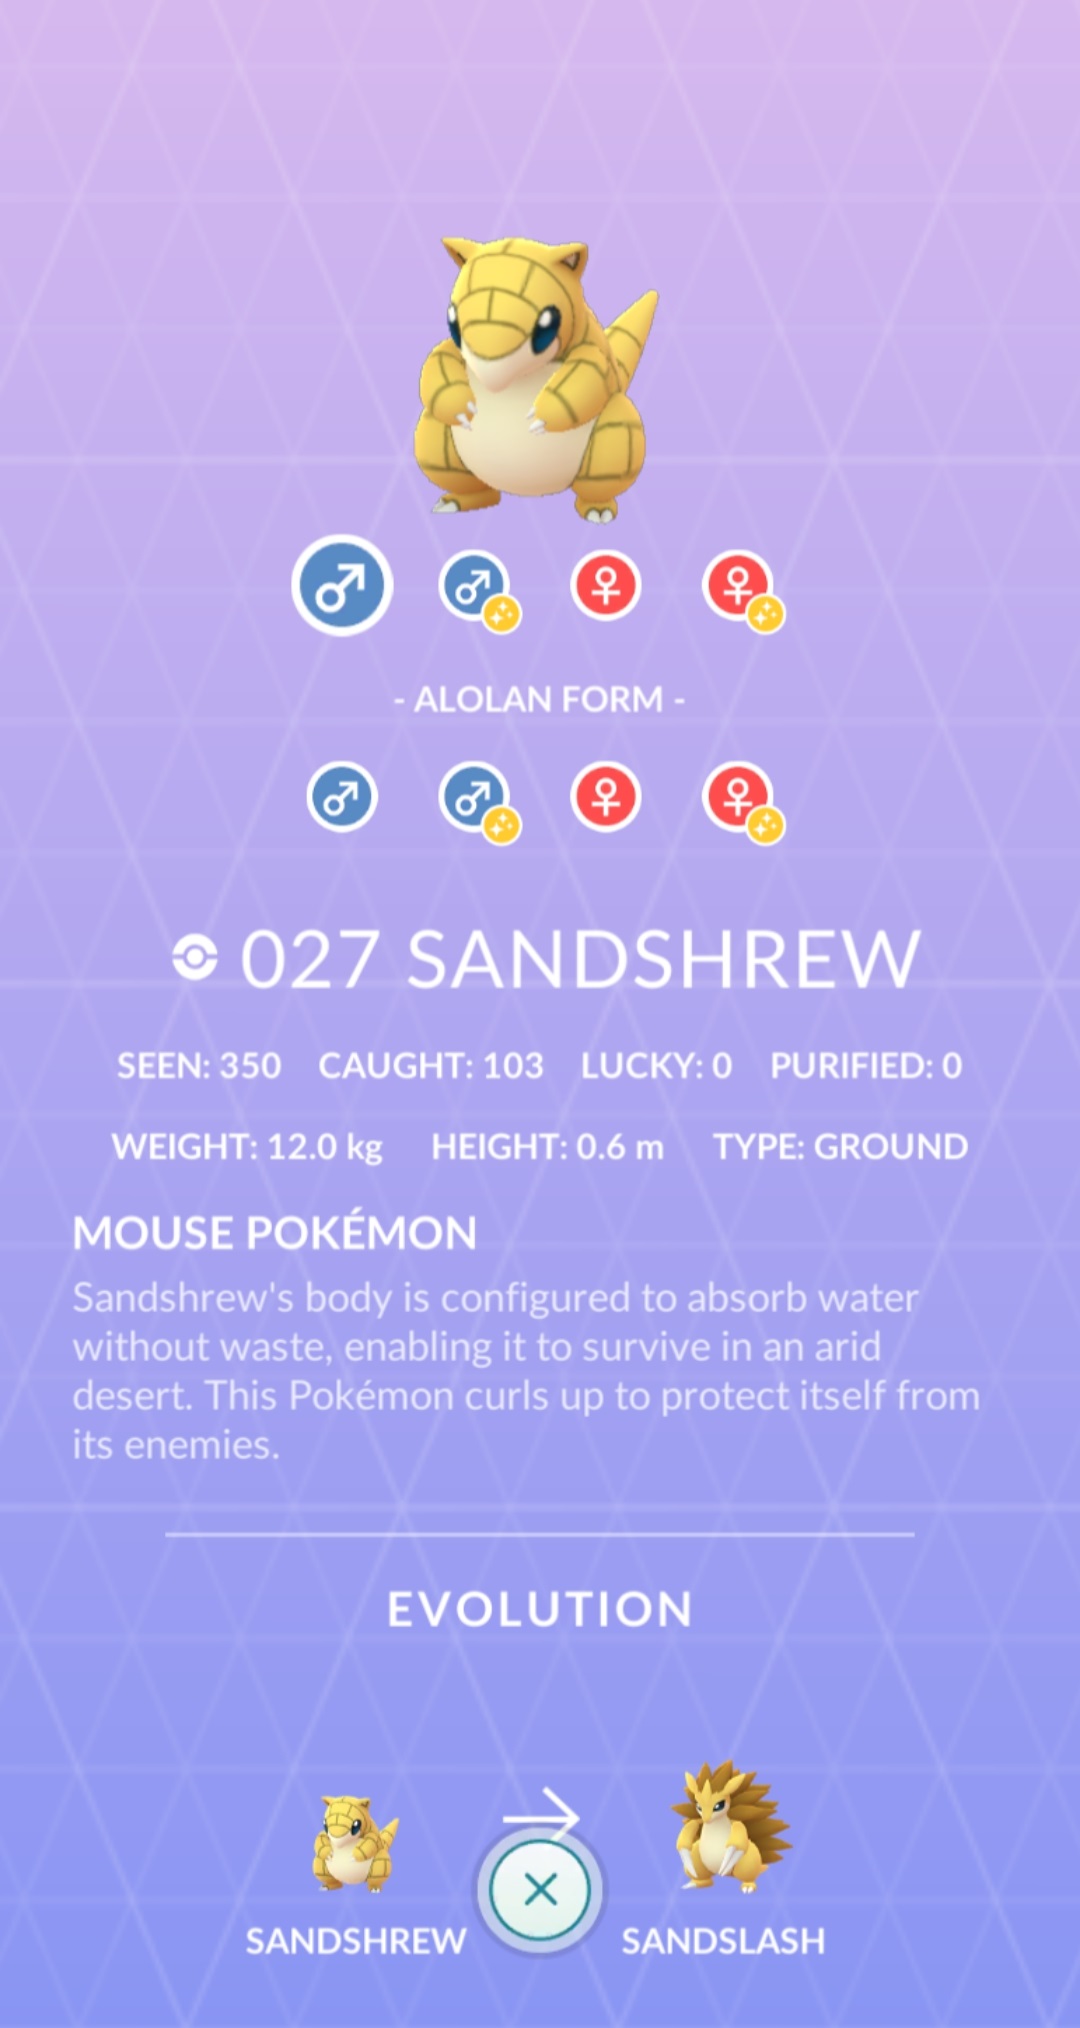 - ALOLAN FORM -
027 SANDSHREW
SEEN: 350 CAUGHT: 103 LUCKY: 0 PURIFIED: 0
WEIGHT: 12.0 kg HEIGHT: 0.6 m TYPE: GROUND
MOUSE POKÉMON
Sandshrew's body is configured to absorb water
without waste, enabling it to survive in an arid
desert. This Pokémon curls up to protect itself from
its enemies.
EVOLUTION
SANDSHREW SANDSLASH